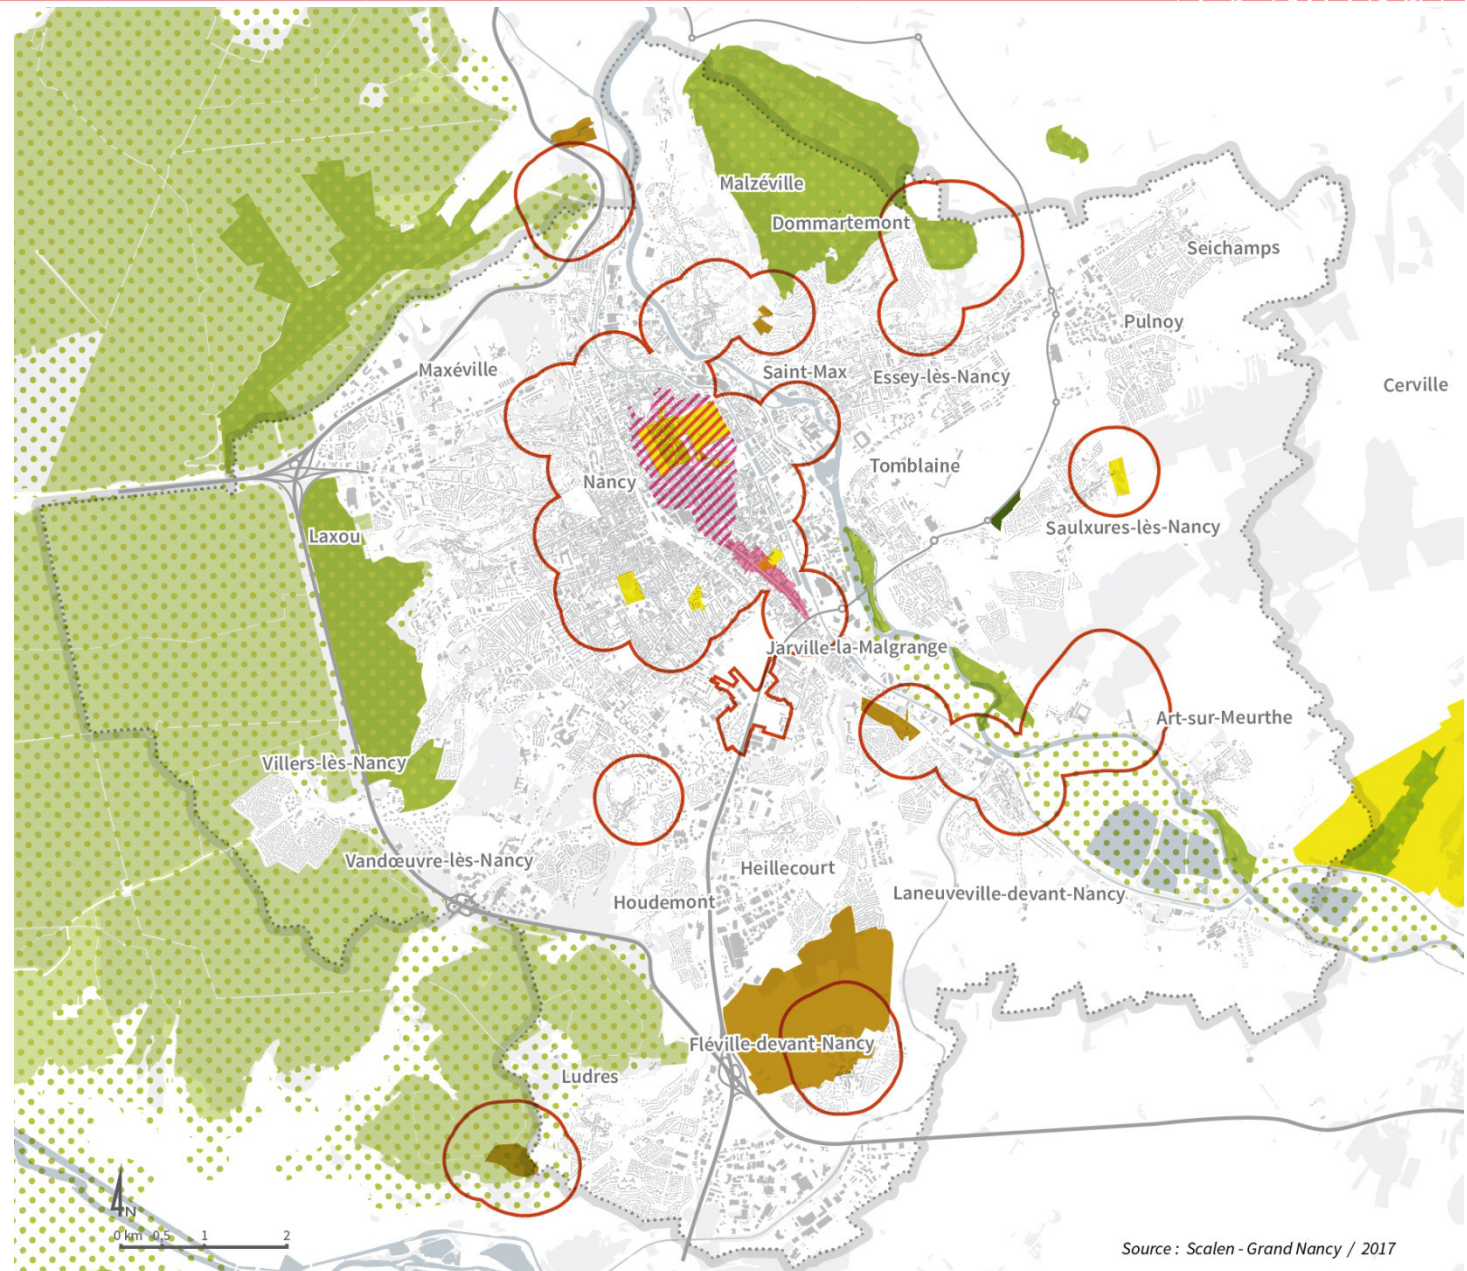 Malzéville
Dommartemont
Seichamps
Pulnoy
Maxéville
Saint-Max
Essey-lès-Nancy
Cerville
Tomblaine
Nancy
Saulxures-lès-Nancy
Laxou
Jarville-la-Malgrange
Art-sur-Meurthe
Villers-lès-Nancy
Vandœuvre-lès-Nancy
Heillecourt
Laneuveville-devant-Nancy
Houdemont
Fléville-devant-Nancy
Ludres
N
0 km 0,5 1 2
Source : Scalen - Grand Nancy / 2017